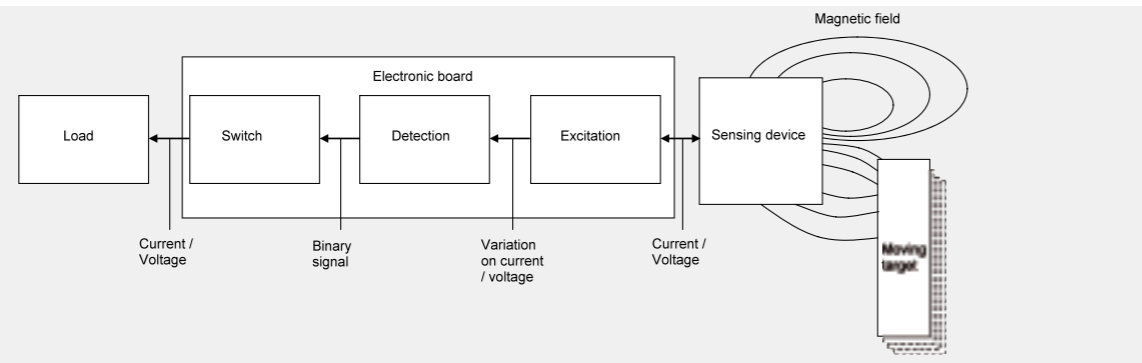 Magnetic field
Electronic board
Load
Switch
Detection
Excitation
Sensing device
Moving
target
Current /
Voltage
Binary
signal
Variation
on current
/ voltage
Current /
Voltage